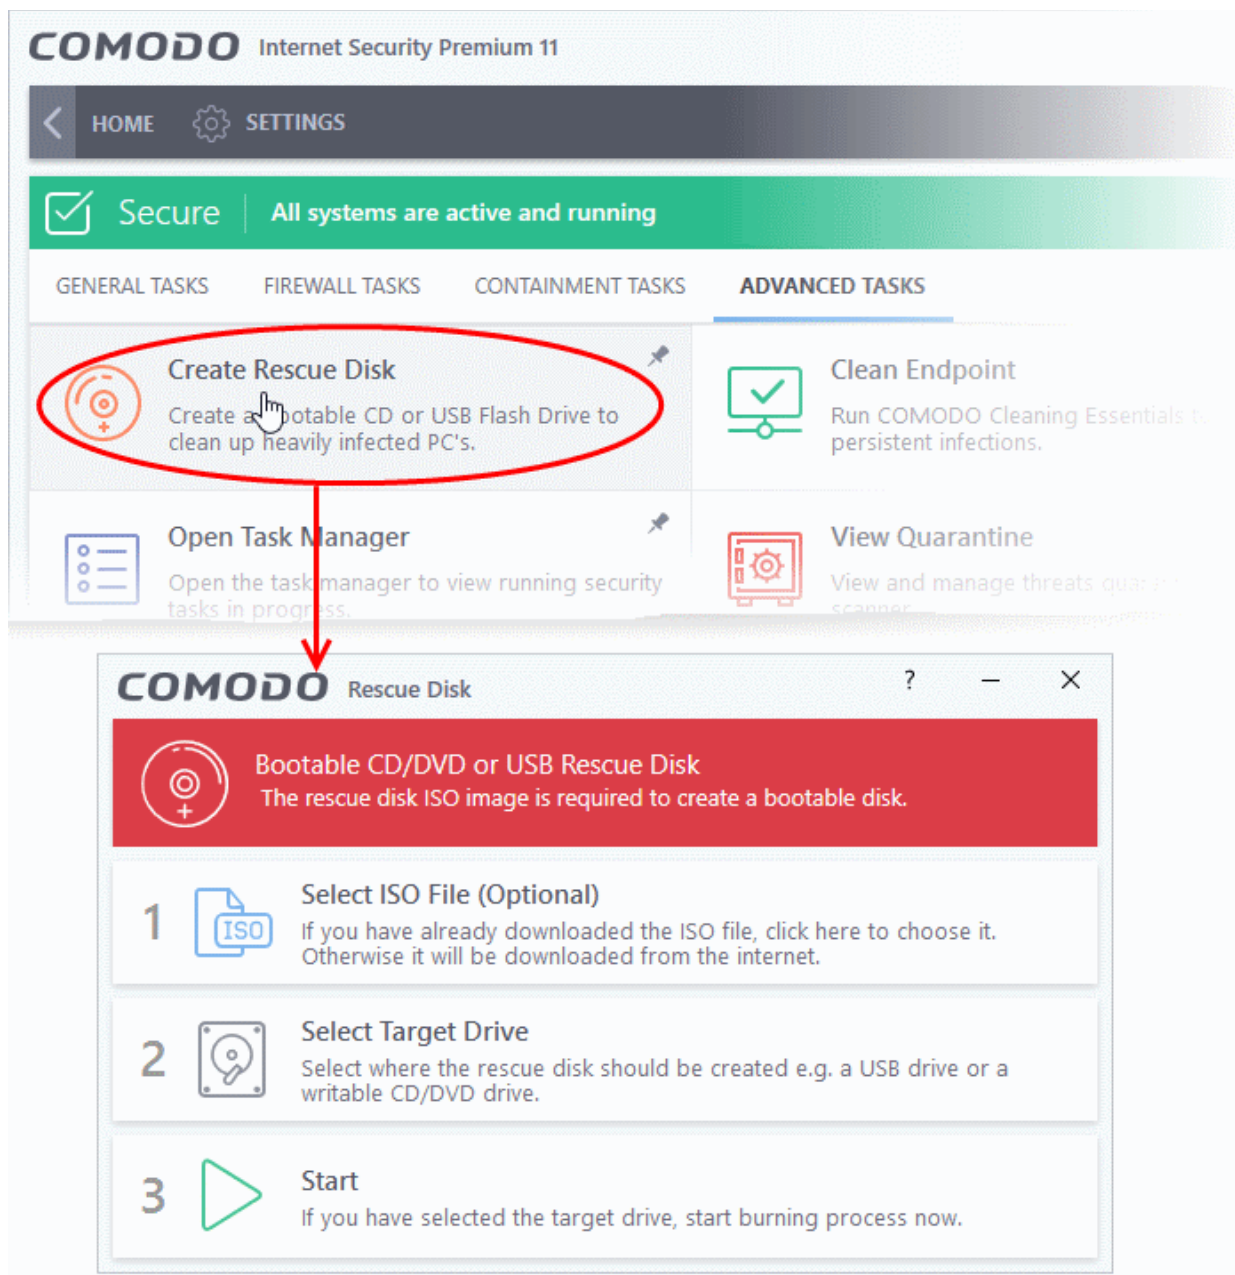 COMODO Internet Security Premium 11
HOME SETTINGS
Secure All systems are active and running
GENERAL TASKS FIREWALL TASKS CONTAINMENT TASKS ADVANCED TASKS
Create Rescue Disk
Create a bootable CD or USB Flash Drive to
clean up heavily infected PC's.
Clean Endpoint
Run COMODO Cleaning Essentials
persistent infections.
Open Task Manager
Open the task manager to view running security
tasks in progress.
View Quarantine
View and manage threats
scanner
COMODO Rescue Disk ? – ×
Bootable CD/DVD or USB Rescue Disk
The rescue disk ISO image is required to create a bootable disk.
1 ISO Select ISO File (Optional)
If you have already downloaded the ISO file, click here to choose it.
Otherwise it will be downloaded from the internet.
2 Select Target Drive
Select where the rescue disk should be created e.g. a USB drive or a
writable CD/DVD drive.
3 Start
If you have selected the target drive, start burning process now.